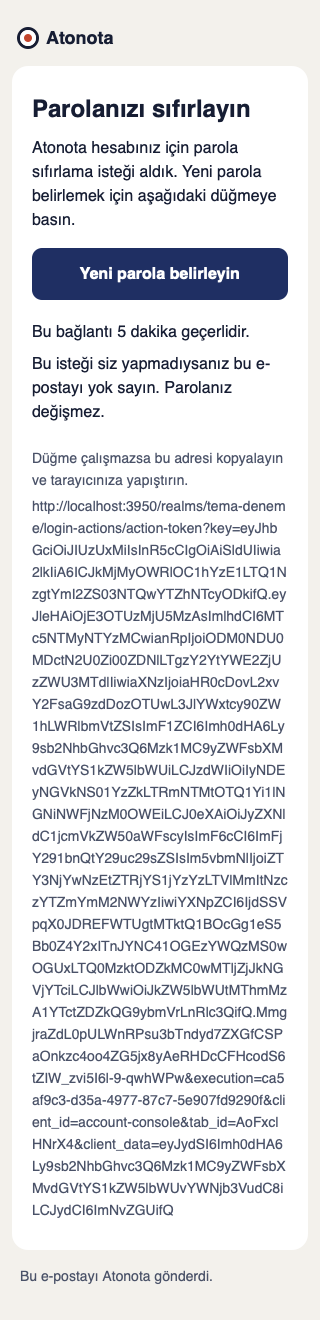 Atonota
Parolanızı sıfırlayın
Atonota hesabınız için parola
sıfırlama isteği aldık. Yeni parola
belirlemek için aşağıdaki düğmeye
basın.
Yeni parola belirleyin
Bu bağlantı 5 dakika geçerlidir.
Bu isteği siz yapmadıysanız bu e-
postayı yok sayın. Parolanız
değişmez.
Düğme çalışmazsa bu adresi kopyalayın
ve tarayıcınıza yapıştırın.
http://localhost:3950/realms/tema-denem
e/login-actions/action-token?key=eyJhb
GciOiJIUzUxMiIsInR5cCIgOiAiSldUIiwia
2lkIiA6ICJkMjMyOWRlOC1hYzE1LTQ1N
zgtYmI2ZS03NTQwYTZhNTcyODkifQ.ey
JleHAiOjE3OTUzMjU5MzAsImlhdCI6MT
c5NTMyNTYzMCwianRpIjoiODM0NDU0
MDctN2U0Zi00ZDNlLTgzY2YtYWE2ZjU
zZWU3MTdlIiwiaXNzIjoiaHR0cDovL2xv
Y2FsaG9zdDozOTUwL3JlYWxtcy90ZW
1hLWRlbmVtZSIsImF1ZCI6Imh0dHA6Ly
9sb2NhbGhvc3Q6Mzk1MC9yZWFsbXM
vdGVtYS1kZW5lbWUiLCJzdWIiOiIyNDE
yNGVkNS01YzZkLTRmNTMtOTQ1Yi1lN
GNiNWFjNzM0OWEiLCJ0eXAiOiJyZXNl
dC1jcmVkZW50aWFscyIsImF6cCI6ImFj
Y291bnQtY29uc29sZSIsIm5vbmNlIjoiZT
Y3NjYwNzEtZTRjYS1jYzYzLTVlMmItNzc
zYTZmYmM2NWYzIiwiYXNpZCI6IjdSSV
pqX0JDREFWTUgtMTktQ1BOcGg1eS5
Bb0Z4Y2xITnJYNC41OGEzYWQzMS0w
OGUxLTQ0MzktODZkMC0wMTljZjJkNG
VjYTciLCJlbWwiOiJkZW5lbWUtMThmMz
A1YTctZDZkQG9ybmVrLnRlc3QifQ.Mmg
jraZdL0pULWnRPsu3bTndyd7ZXGfCSP
aOnkzc4oo4ZG5jx8yAeRHDcCFHcodS6
tZIW_zvi5I6l-9-qwhWPw&execution=ca5
af9c3-d35a-4977-87c7-5e907fd9290f&cli
ent_id=account-console&tab_id=AoFxcl
HNrX4&client_data=eyJydSI6Imh0dHA6
Ly9sb2NhbGhvc3Q6Mzk1MC9yZWFsbX
MvdGVtYS1kZW5lbWUvYWNjb3VudC8i
LCJydCI6ImNvZGUifQ
Bu e-postayı Atonota gönderdi.